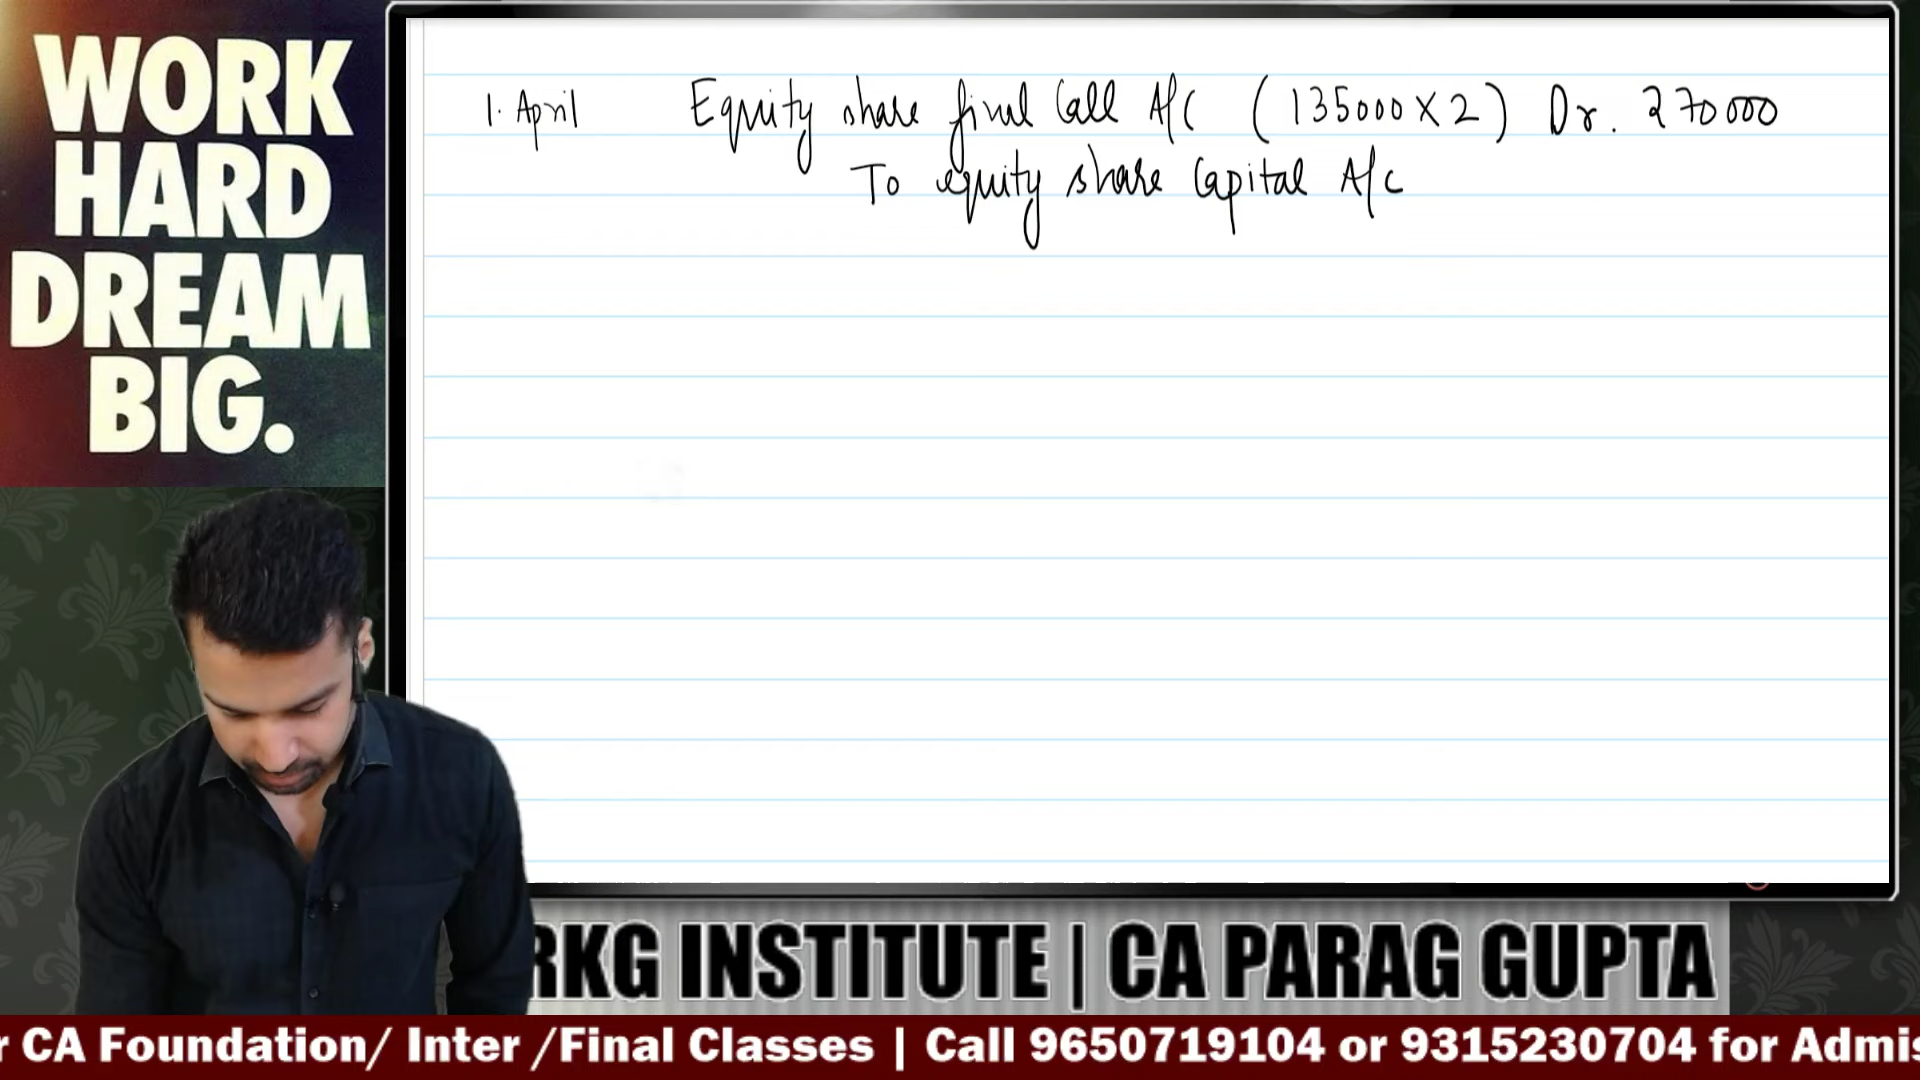 WORK
HARD
DREAM
BIG.
1. April Equity share final Call A/C (135000 X 2) Dr. 270000
To equity share Capital A/c
RKG INSTITUTE | CA PARAG GUPTA
r CA Foundation/ Inter /Final Classes | Call 9650719104 or 9315230704 for Admis